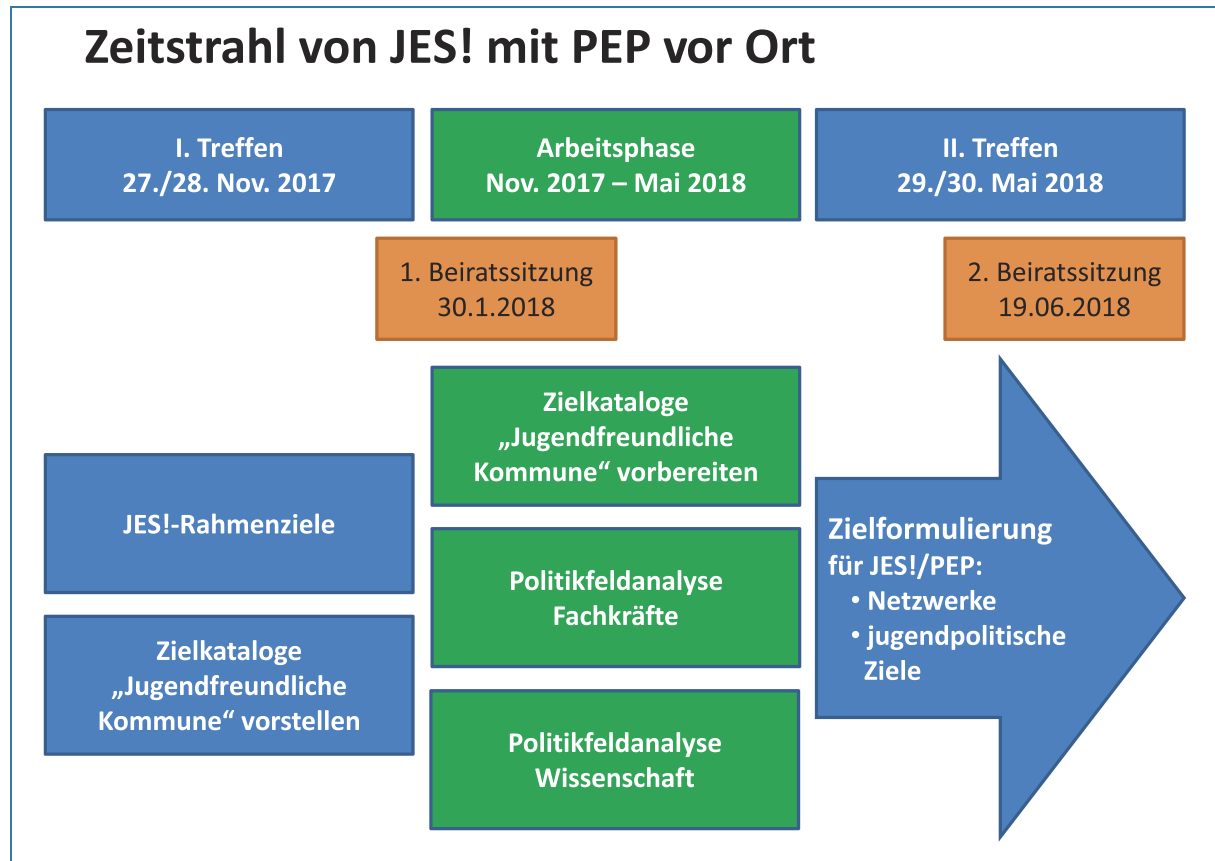 Zeitstrahl von JES! mit PEP vor Ort
I. Treffen
27./28. Nov. 2017
Arbeitsphase
Nov. 2017 – Mai 2018
II. Treffen
29./30. Mai 2018
1. Beiratssitzung
30.1.2018
2. Beiratssitzung
19.06.2018
JES!-Rahmenziele
Zielkataloge
„Jugendfreundliche
Kommune“ vorstellen
Zielkataloge
„Jugendfreundliche
Kommune“ vorbereiten
Politikfeldanalyse
Fachkräfte
Politikfeldanalyse
Wissenschaft
Zielformulierung
für JES!/PEP:
• Netzwerke
• jugendpolitische
Ziele